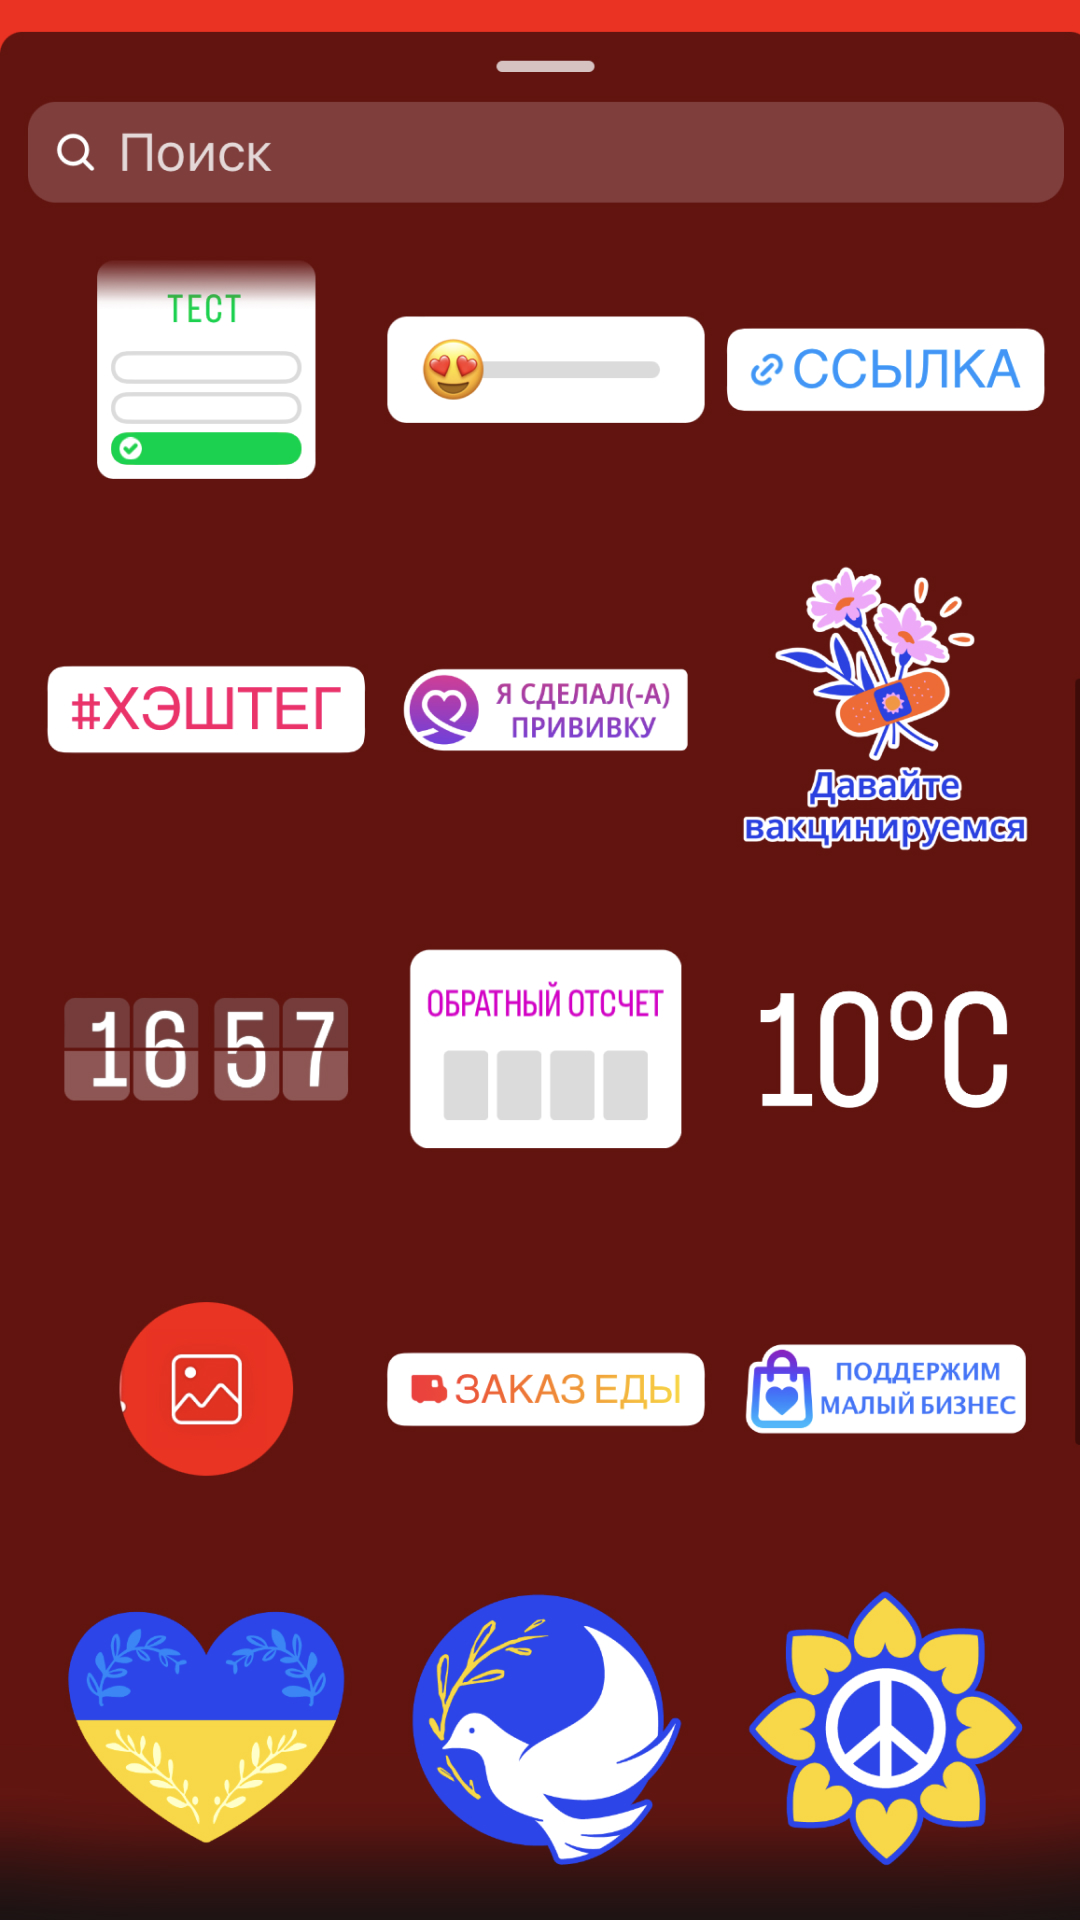 Поиск
ТЕСТ
ССЫЛКА
#ХЭШТЕГ
Я СДЕЛАЛ(-А)
ПРИВИВКУ
Давайте
вакцинируемся
16 57
ОБРАТНЫЙ ОТСЧЕТ
10°C
ЗАКАЗ ЕДЫ
ПОДДЕРЖИМ
МАЛЫЙ БИЗНЕС